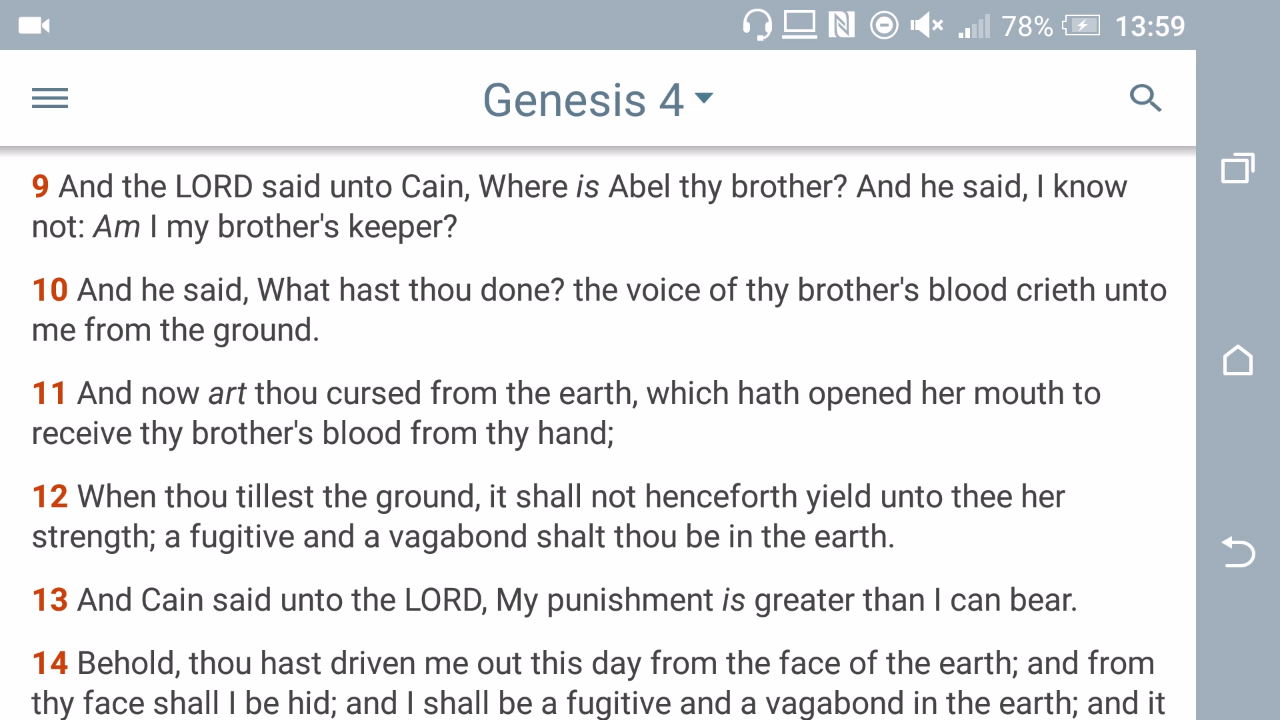 78% 13:59
Genesis 4
9 And the LORD said unto Cain, Where is Abel thy brother? And he said, I know
not: Am I my brother's keeper?
10 And he said, What hast thou done? the voice of thy brother's blood crieth unto
me from the ground.
11 And now art thou cursed from the earth, which hath opened her mouth to
receive thy brother's blood from thy hand;
12 When thou tillest the ground, it shall not henceforth yield unto thee her
strength; a fugitive and a vagabond shalt thou be in the earth.
13 And Cain said unto the LORD, My punishment is greater than I can bear.
14 Behold, thou hast driven me out this day from the face of the earth; and from
thy face shall I be hid; and I shall be a fugitive and a vagabond in the earth; and it